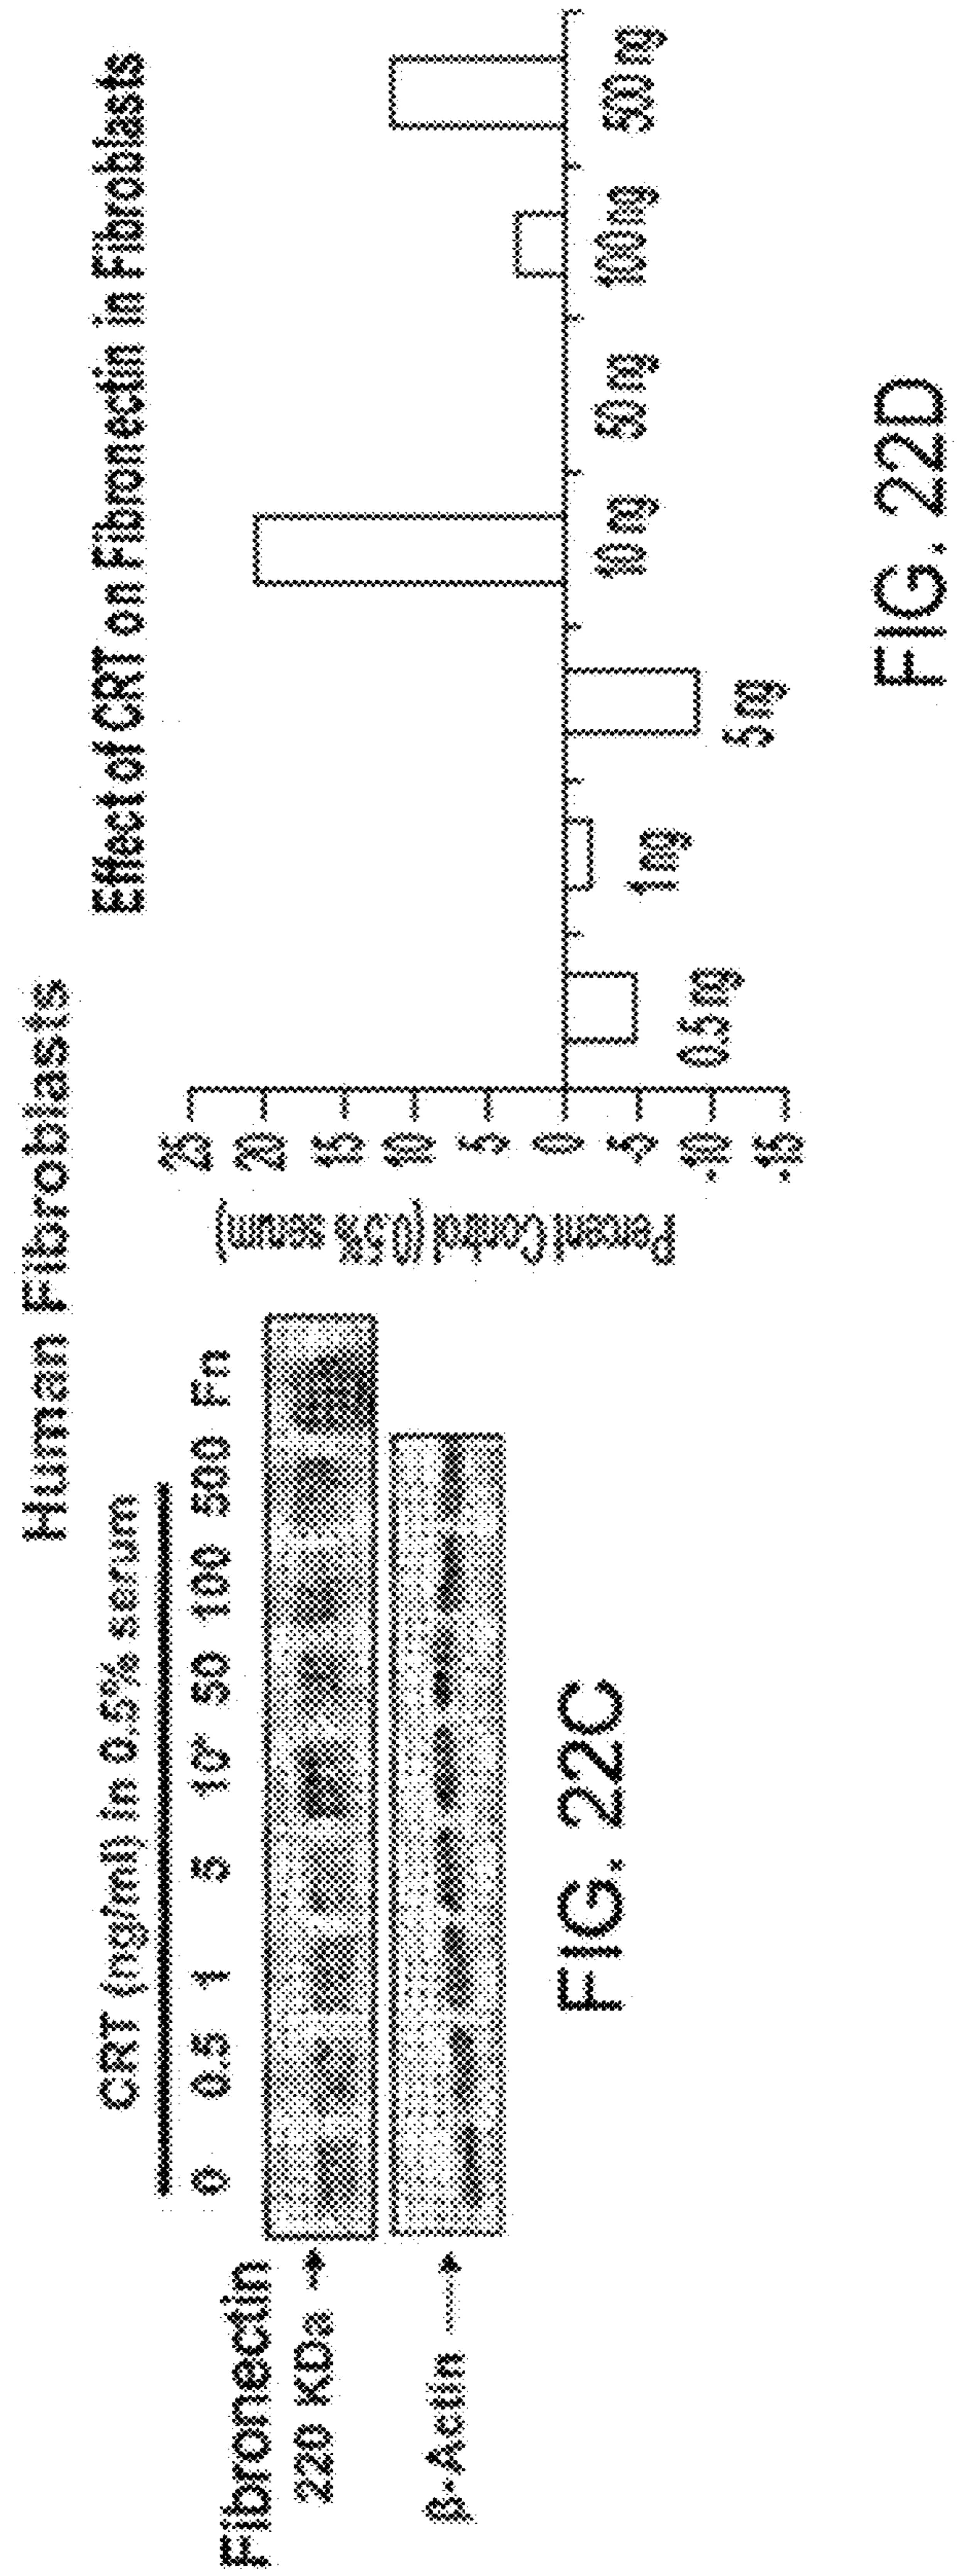 Human Fibroblasts
CRT (ng/ml) in 0.5% serum
0 0.5 1 5 10* 50 100 500 Fn
Fibronectin
220 KDa
β-Actin
FIG. 22C
Effect of CRT on Fibronectin in Fibroblasts
Percent Control (0.5% serum)
25
20
15
10
5
0
-5
-10
-15
0.5 ng
1 ng
5 ng
10 ng
50 ng
100 ng
500 ng
FIG. 22D